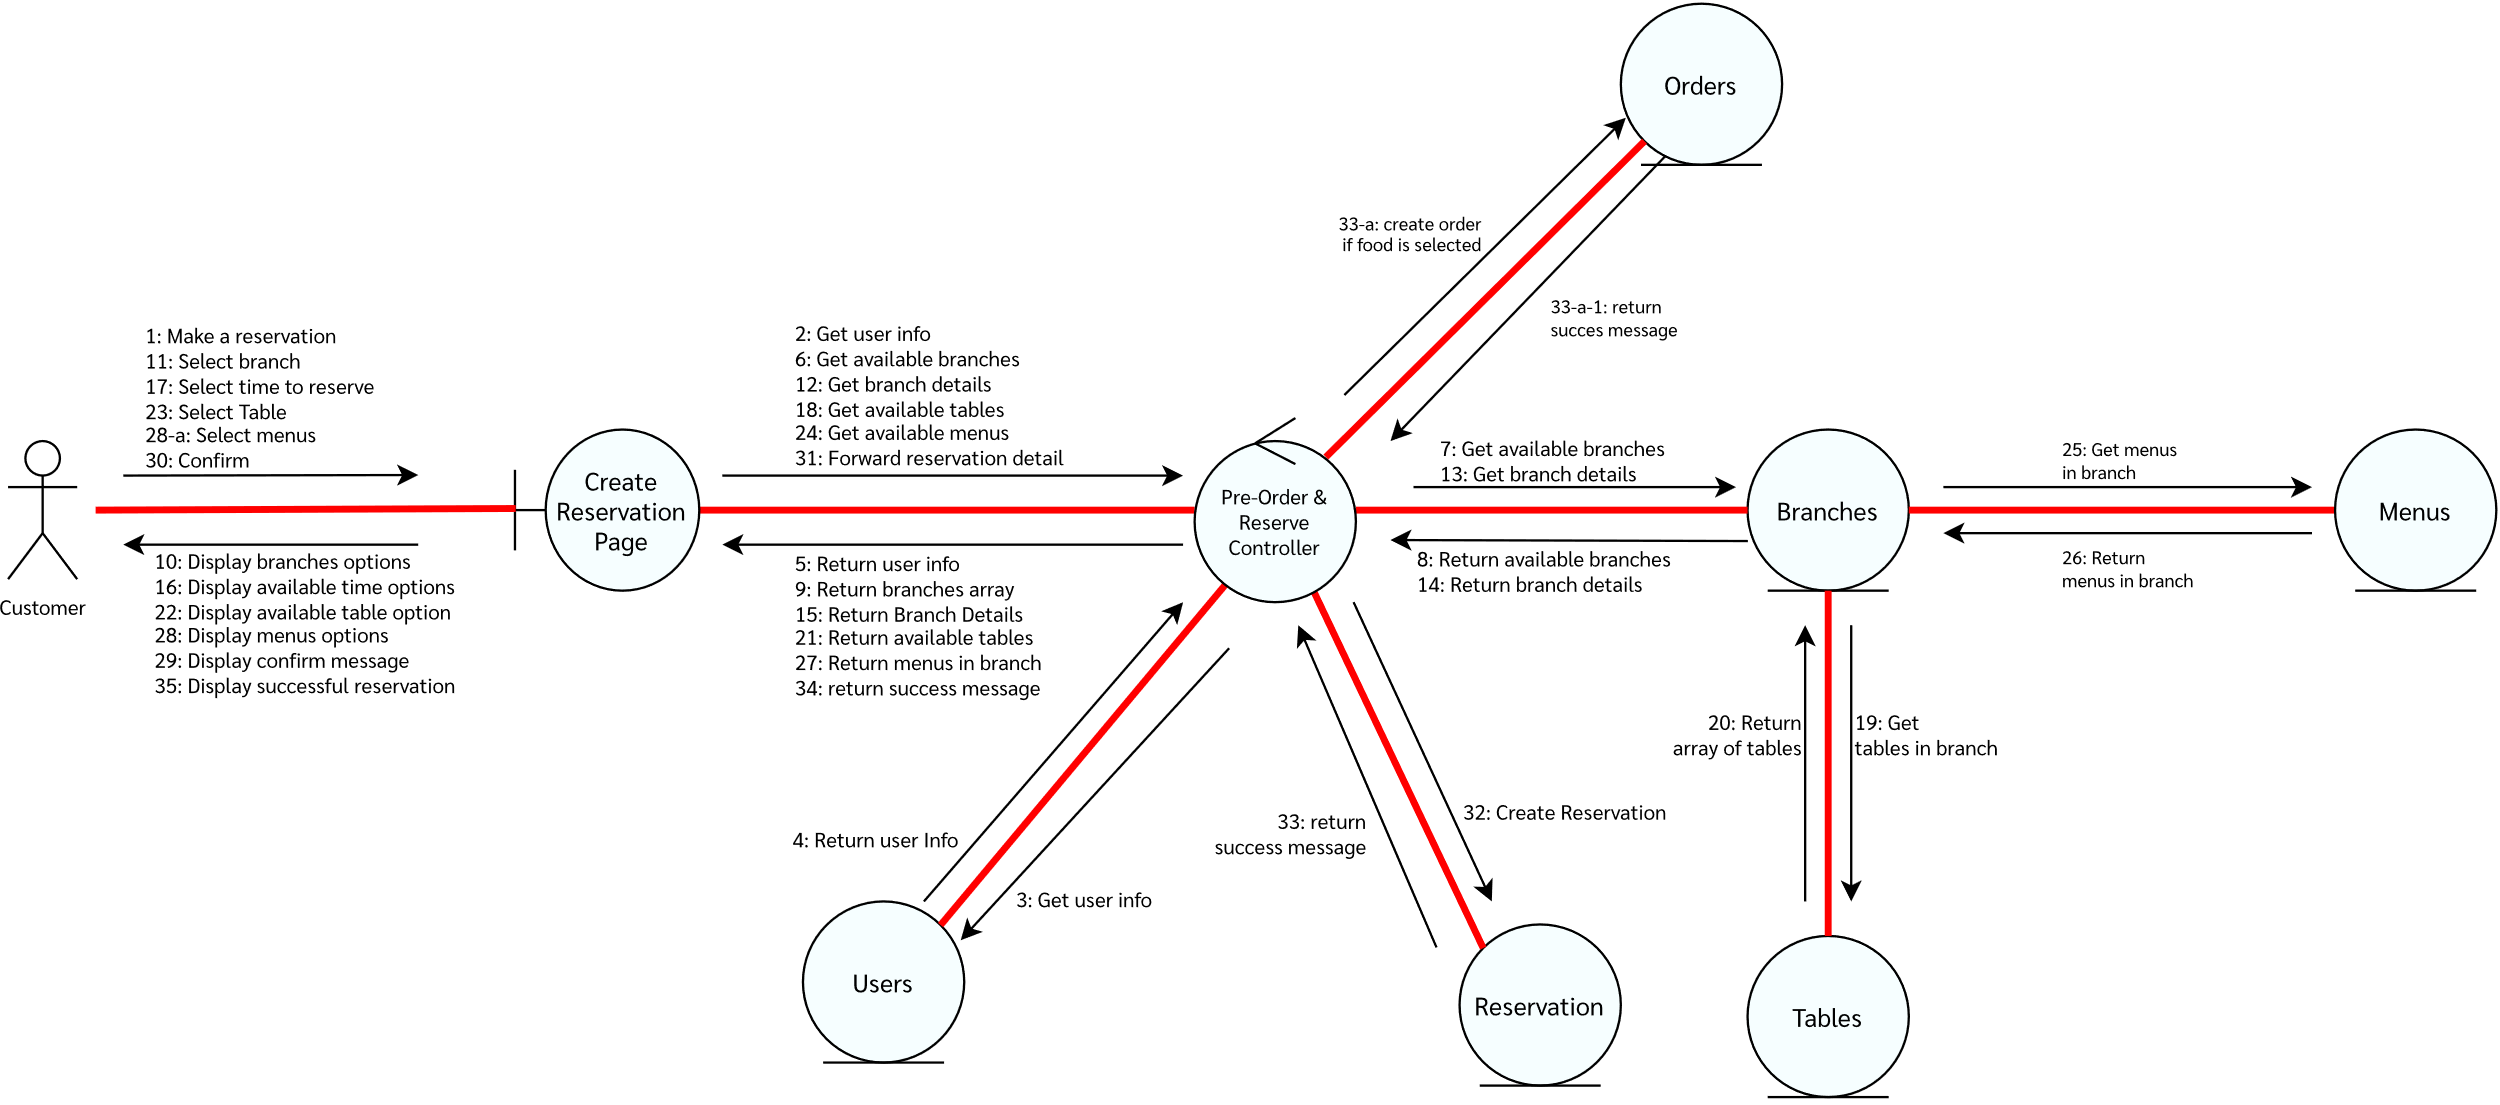 Orders
33-a: create order
if food is selected
33-a-1: return
succes message
1: Make a reservation
11: Select branch
17: Select time to reserve
23: Select Table
28-a: Select menus
30: Confirm
2: Get user info
6: Get available branches
12: Get branch details
18: Get available tables
24: Get available menus
31: Forward reservation detail
7: Get available branches
13: Get branch details
25: Get menus
in branch
Customer
Create
Reservation
Page
Pre-Order &
Reserve
Controller
Branches
Menus
10: Display branches options
16: Display available time options
22: Display available table option
28: Display menus options
29: Display confirm message
35: Display successful reservation
5: Return user info
9: Return branches array
15: Return Branch Details
21: Return available tables
27: Return menus in branch
34: return success message
8: Return available branches
14: Return branch details
26: Return
menus in branch
20: Return
array of tables
19: Get
tables in branch
4: Return user Info
3: Get user info
33: return
success message
32: Create Reservation
Users
Reservation
Tables